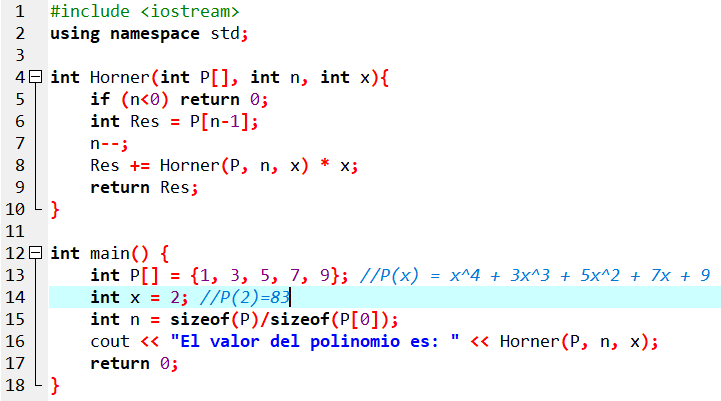 1 #include <iostream>
2 using namespace std;
3
4 int Horner(int P[], int n, int x){
5 if (n<0) return 0;
6 int Res = P[n-1];
7 n--;
8 Res += Horner(P, n, x) * x;
9 return Res;
10 }
11
12 int main() {
13 int P[] = {1, 3, 5, 7, 9}; //P(x) = x^4 + 3x^3 + 5x^2 + 7x + 9
14 int x = 2; //P(2)=83
15 int n = sizeof(P)/sizeof(P[0]);
16 cout << "El valor del polinomio es: " << Horner(P, n, x);
17 return 0;
18 }